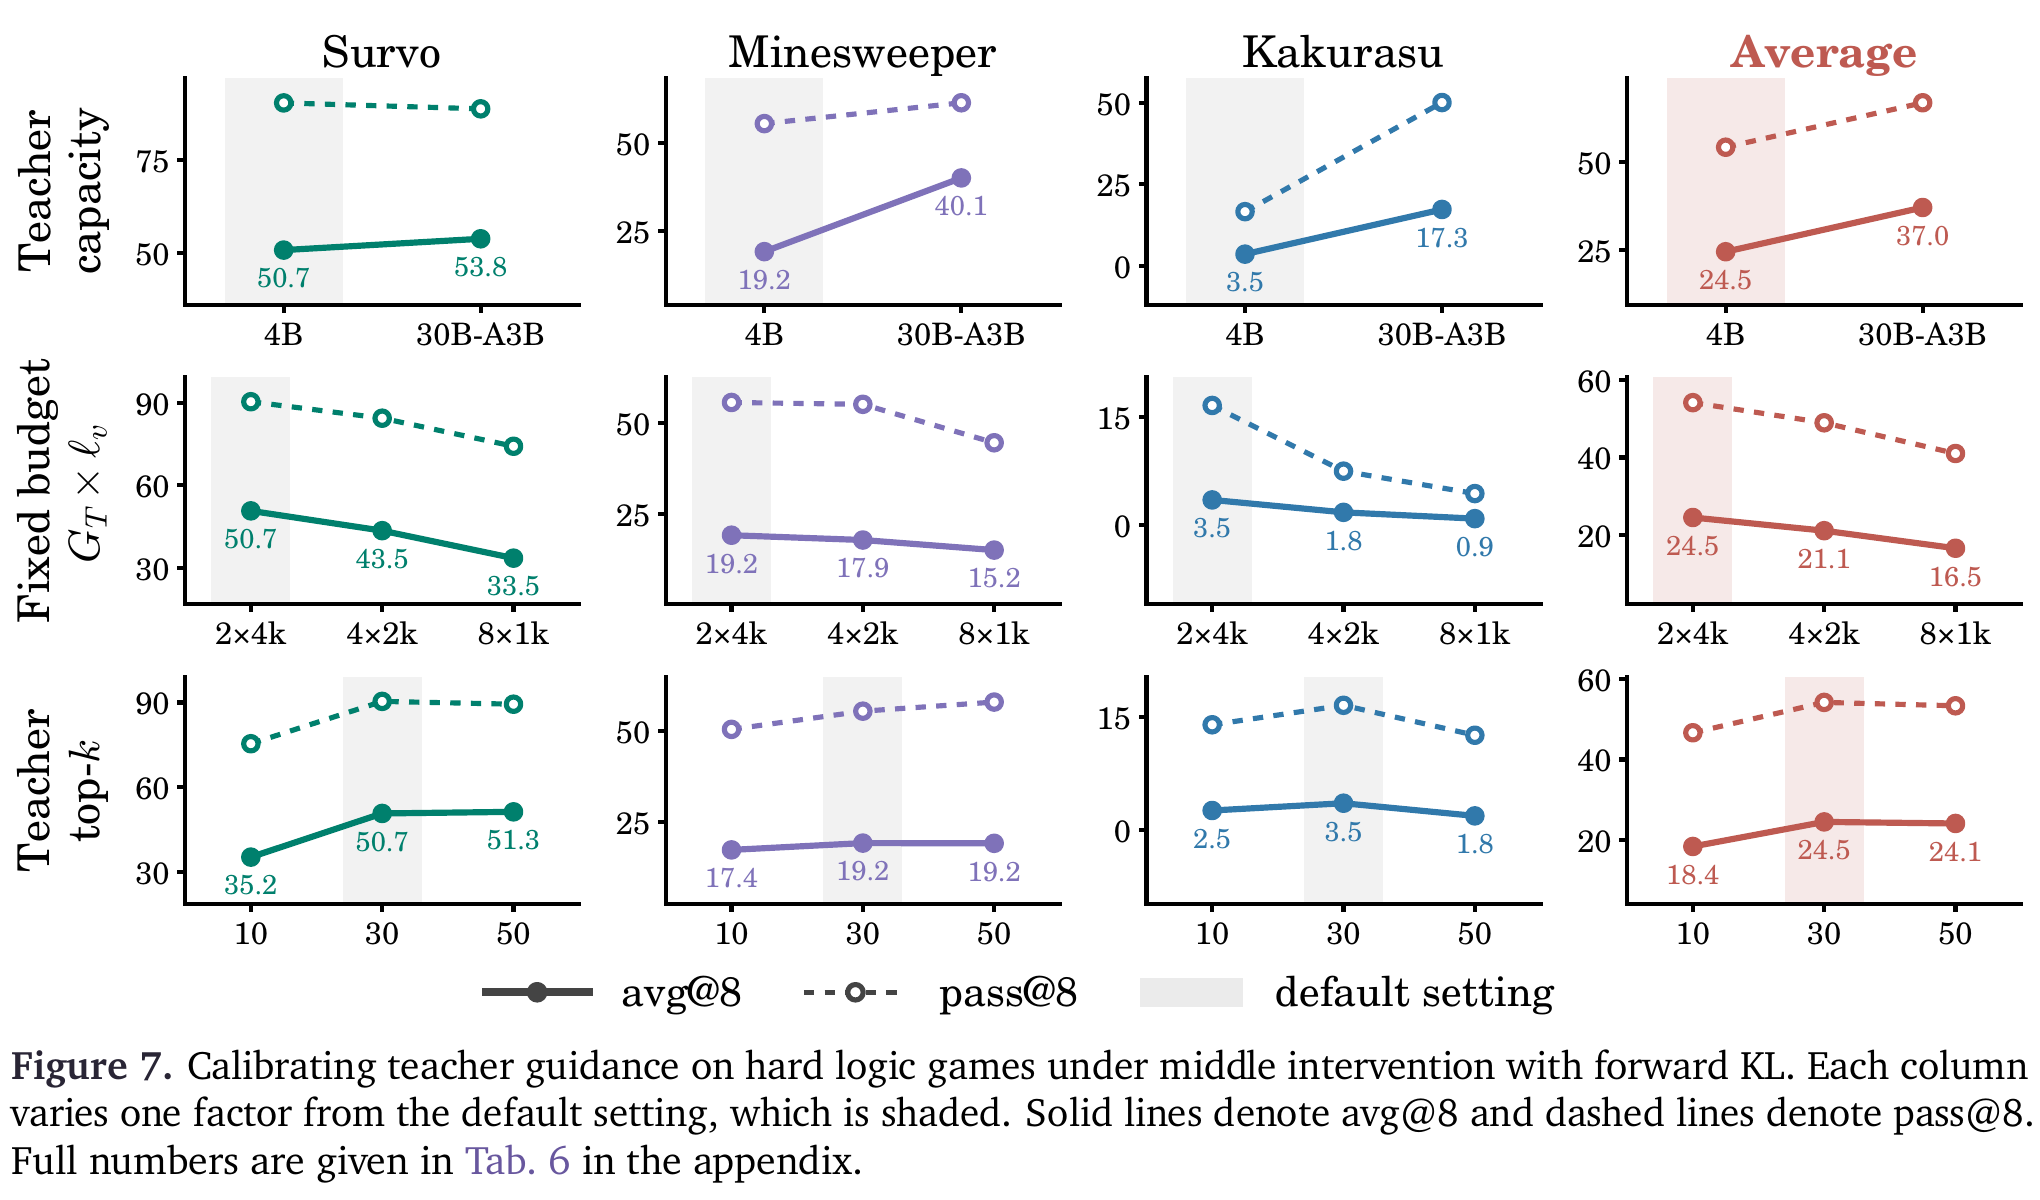 Survo Minesweeper Kakurasu Average
Teacher
capacity
75
50
50.7 53.8
4B 30B-A3B
50
25
19.2 40.1
4B 30B-A3B
50
25
0
3.5 17.3
4B 30B-A3B
50
25
24.5 37.0
4B 30B-A3B
Fixed budget
G_T × ℓ_v
90
60
30
50.7 43.5 33.5
2×4k 4×2k 8×1k
50
25
19.2 17.9 15.2
2×4k 4×2k 8×1k
15
0
3.5 1.8 0.9
2×4k 4×2k 8×1k
60
40
20
24.5 21.1 16.5
2×4k 4×2k 8×1k
Teacher
top-k
90
60
30
35.2 50.7 51.3
10 30 50
50
25
17.4 19.2 19.2
10 30 50
15
0
2.5 3.5 1.8
10 30 50
60
40
20
18.4 24.5 24.1
10 30 50
avg@8 pass@8 default setting
Figure 7. Calibrating teacher guidance on hard logic games under middle intervention with forward KL. Each column
varies one factor from the default setting, which is shaded. Solid lines denote avg@8 and dashed lines denote pass@8.
Full numbers are given in Tab. 6 in the appendix.